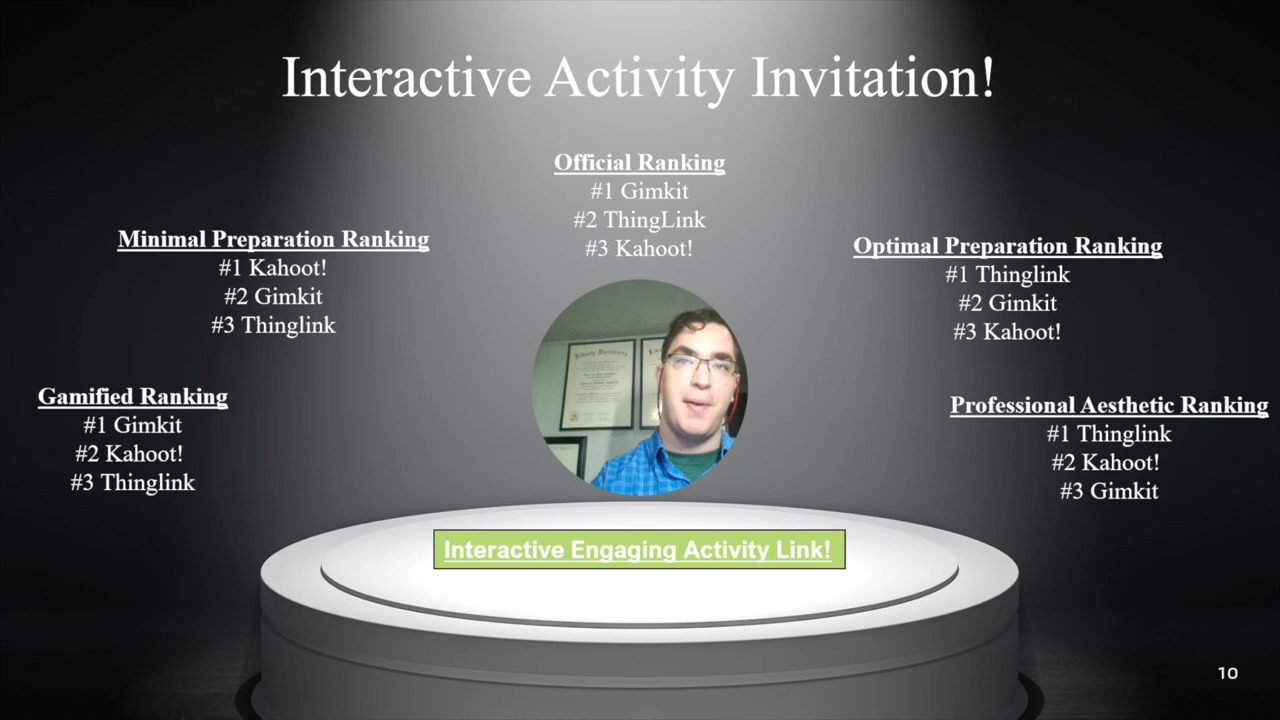 Interactive Activity Invitation!
Official Ranking
#1 Gimkit
#2 ThingLink
#3 Kahoot!
Minimal Preparation Ranking
#1 Kahoot!
#2 Gimkit
#3 Thinglink
Optimal Preparation Ranking
#1 Thinglink
#2 Gimkit
#3 Kahoot!
Gamified Ranking
#1 Gimkit
#2 Kahoot!
#3 Thinglink
Professional Aesthetic Ranking
#1 Thinglink
#2 Kahoot!
#3 Gimkit
Liberty University
Interactive Engaging Activity Link!
10